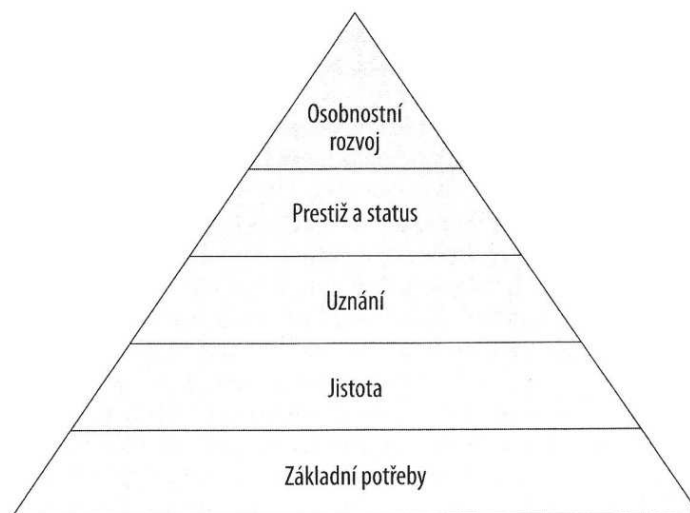 Osobnostní
rozvoj
Prestiž a status
Uznání
Jistota
Základní potřeby